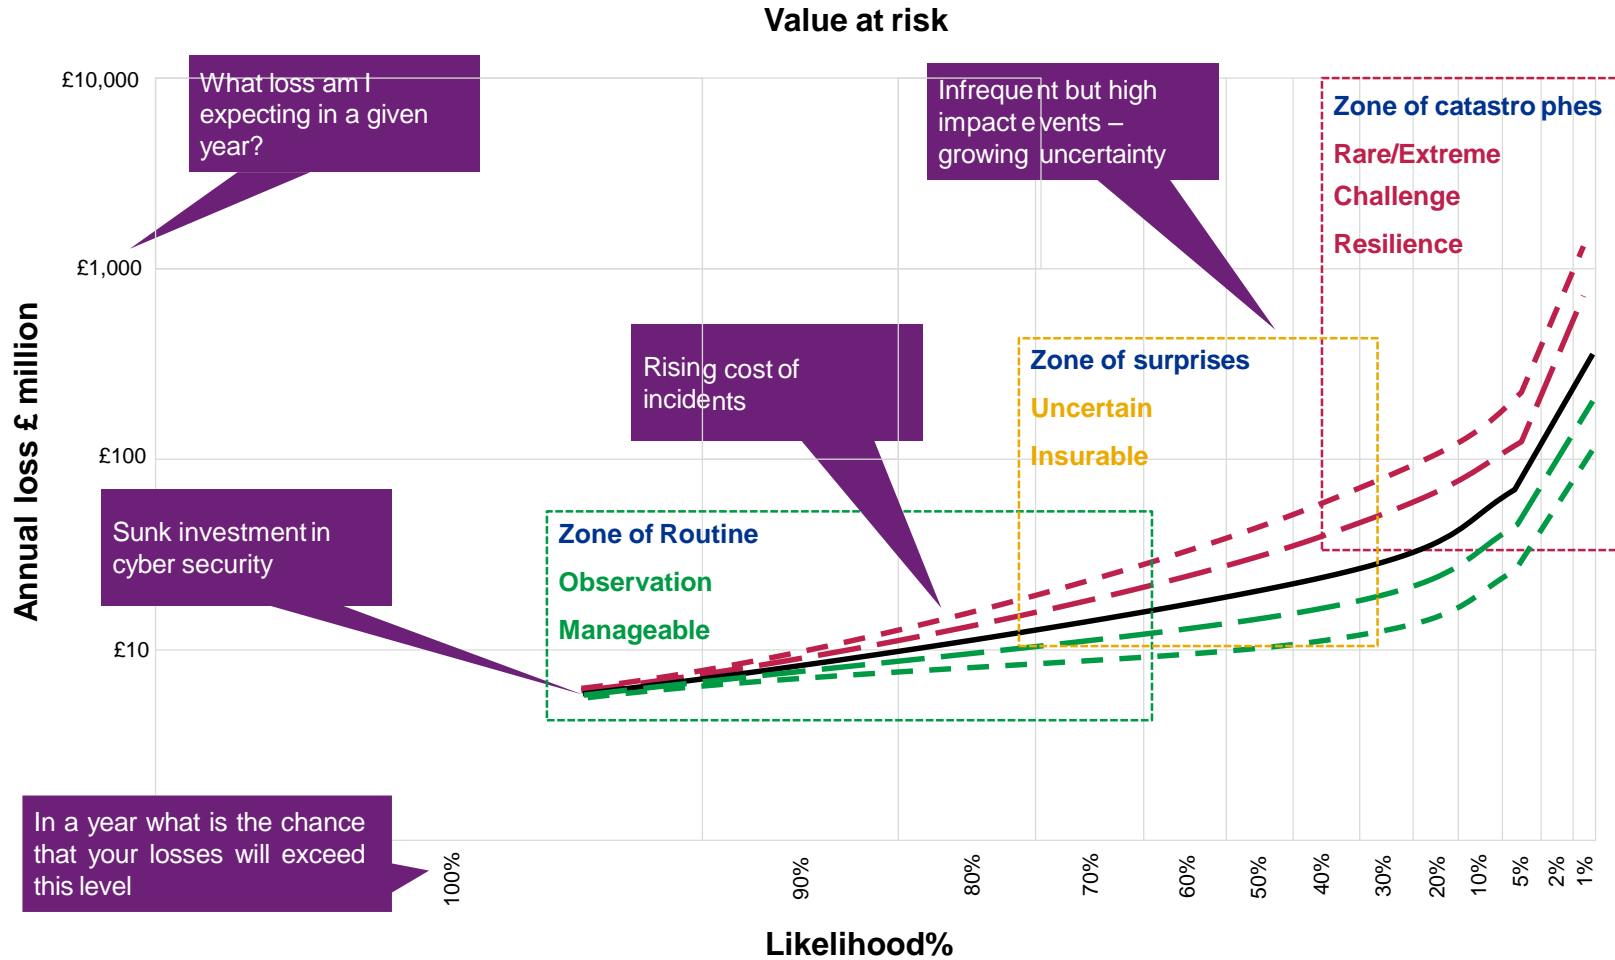 Value at risk
£10,000
£1,000
£100
£10
Annual loss £ million
What loss am I
expecting in a given
year?
Infrequent but high
impact events –
growing uncertainty
Zone of catastro phes
Rare/Extreme
Challenge
Resilience
Rising cost of
incidents
Zone of surprises
Uncertain
Insurable
Sunk investment in
cyber security
Zone of Routine
Observation
Manageable
In a year what is the chance
that your losses will exceed
this level
100%
90%
80%
70%
60%
50%
40%
30%
20%
10%
5%
2%
1%
Likelihood%